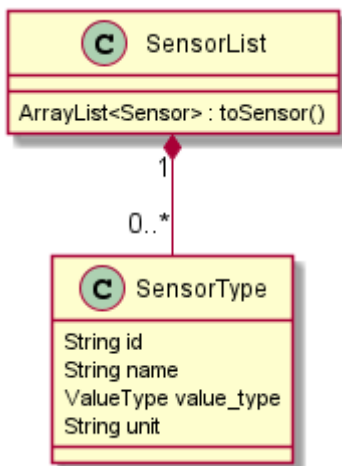 C SensorList
ArrayList<Sensor> : toSensor()
1
0..*
C SensorType
String id
String name
ValueType value_type
String unit